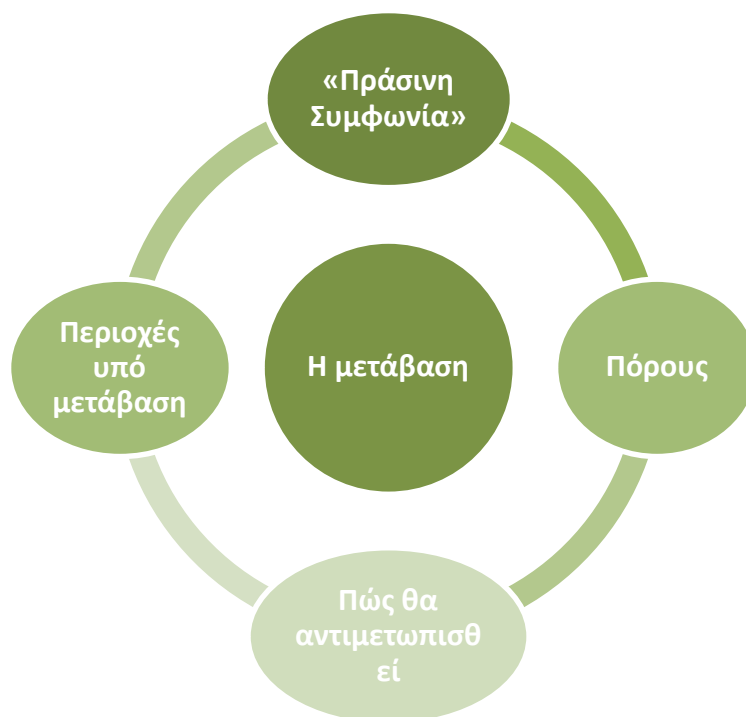 «Πράσινη
Συμφωνία»
Περιοχές
υπό
μετάβαση
Η μετάβαση
Πόρους
Πώς θα
αντιμετωπισθ
εί